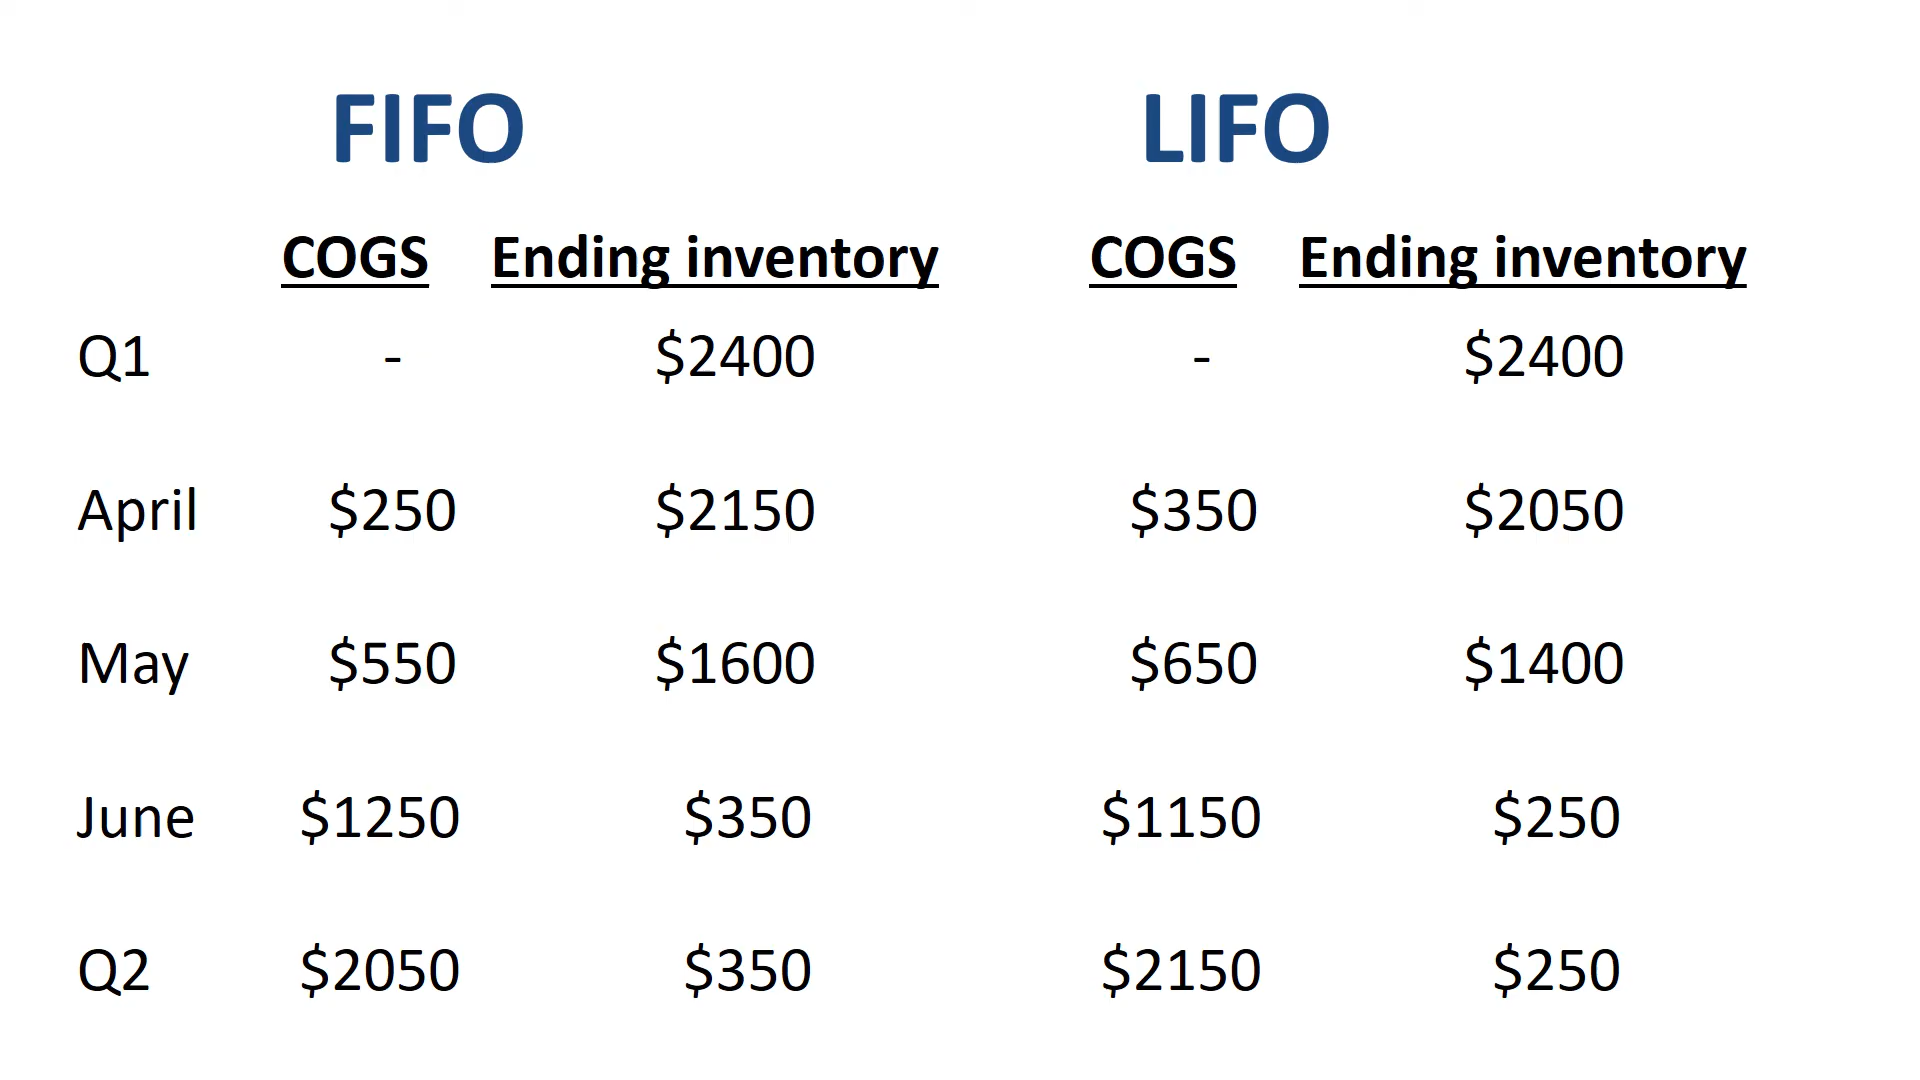 FIFO LIFO
COGS Ending inventory COGS Ending inventory
Q1 - $2400 - $2400
April $250 $2150 $350 $2050
May $550 $1600 $650 $1400
June $1250 $350 $1150 $250
Q2 $2050 $350 $2150 $250